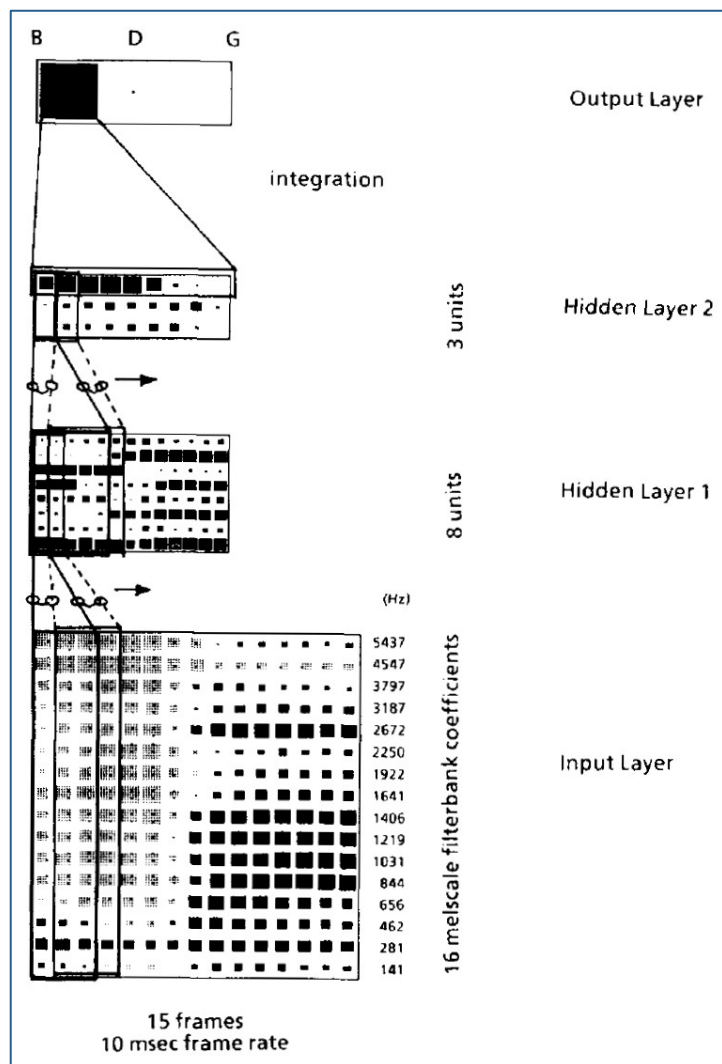 B D G
Output Layer
integration
3 units
Hidden Layer 2
8 units
Hidden Layer 1
(Hz)
5437
4547
3797
3187
2672
2250
1922
1641
1406
1219
1031
844
656
462
281
141
16 melscale filterbank coefficients
Input Layer
15 frames
10 msec frame rate